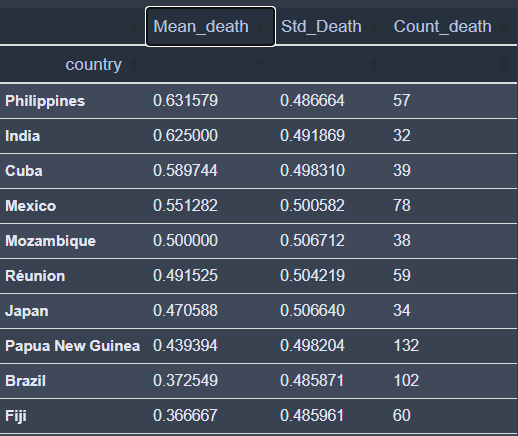 Mean_death Std_Death Count_death
country
Philippines 0.631579 0.486664 57
India 0.625000 0.491869 32
Cuba 0.589744 0.498310 39
Mexico 0.551282 0.500582 78
Mozambique 0.500000 0.506712 38
Réunion 0.491525 0.504219 59
Japan 0.470588 0.506640 34
Papua New Guinea 0.439394 0.498204 132
Brazil 0.372549 0.485871 102
Fiji 0.366667 0.485961 60